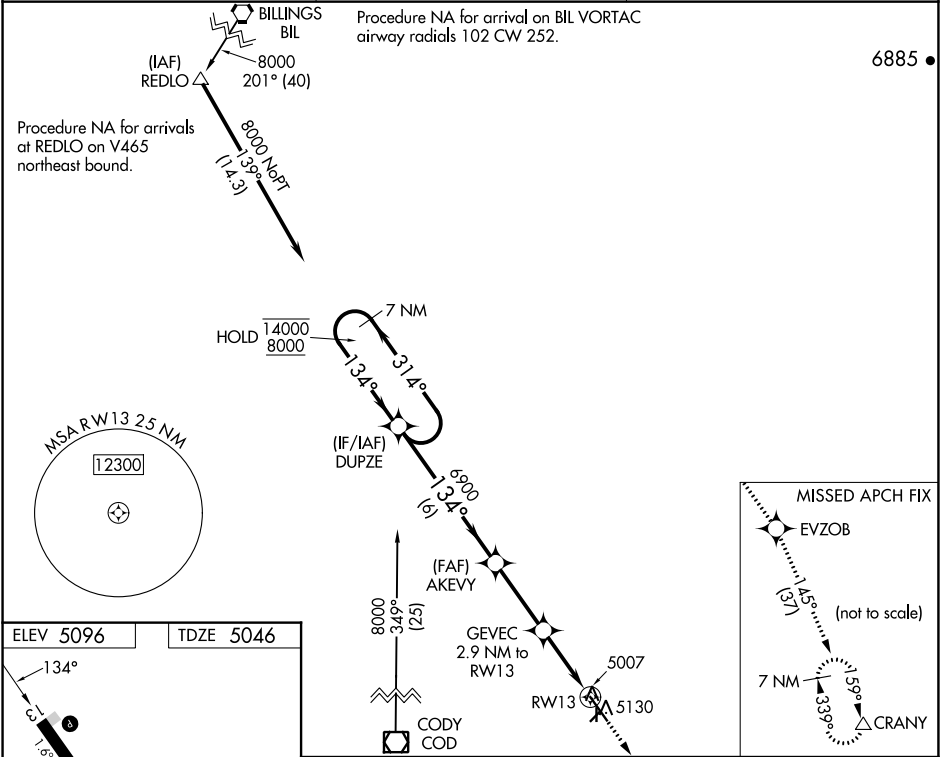 BILLINGS
BIL
Procedure NA for arrival on BIL VORTAC
airway radials 102 CW 252.
(IAF)
REDLO
8000
201° (40)
6885
Procedure NA for arrivals
at REDLO on V465
northeast bound.
8000 NoPT
139°
(14.3)
7 NM
HOLD 14000
8000
134°
314°
(IF/IAF)
DUPZE
MSA RW13 25 NM
12300
6900
134°
(6)
(FAF)
AKEVY
8000
349°
(25)
GEVEC
2.9 NM to
RW13
5007
RW13
5130
CODY
COD
MISSED APCH FIX
EVZOB
145°
(37)
(not to scale)
7 NM
159°
339°
CRANY
ELEV 5096
TDZE 5046
134°
13
P
1.6°